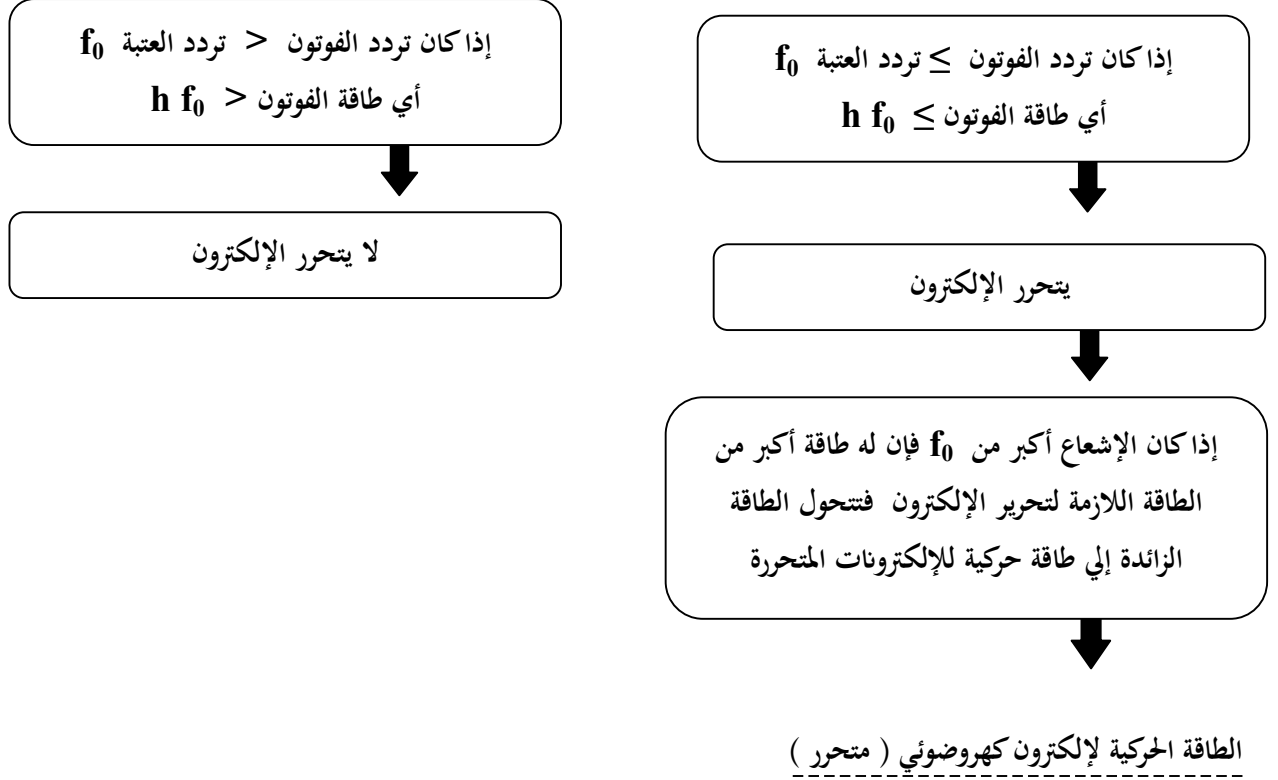 إذا كان تردد الفوتون ≥ تردد العتبة f₀
أي طاقة الفوتون ≥ h f₀
يتحرر الإلكترون
إذا كان الإشعاع أكبر من f₀ فإن له طاقة أكبر من
الطاقة اللازمة لتحرير الإلكترون فتتحول الطاقة
الزائدة إلي طاقة حركية للإلكترونات المتحررة
الطاقة الحركية لإلكترون كهروضوئي ( متحرر )
إذا كان تردد الفوتون < تردد العتبة f₀
أي طاقة الفوتون < h f₀
لا يتحرر الإلكترون